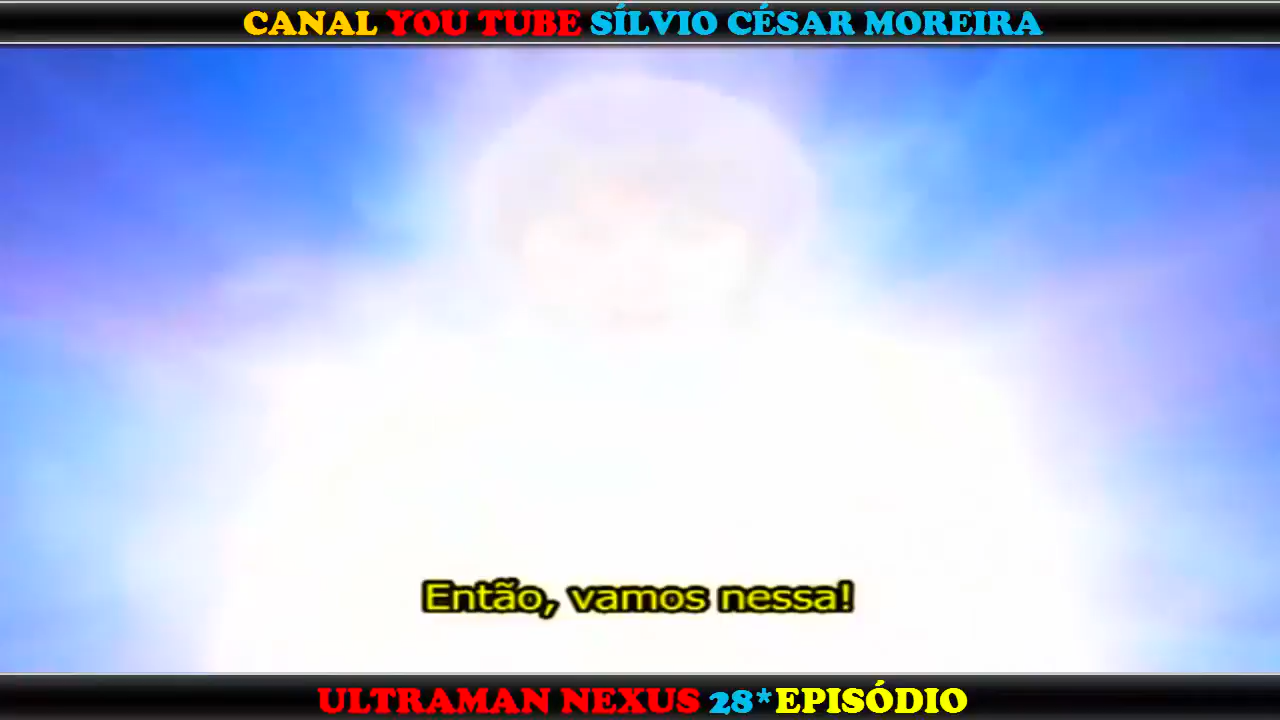 CANAL YOU TUBE SÍLVIO CÉSAR MOREIRA
Então, vamos nessa!
ULTRAMAN NEXUS 28*EPISÓDIO